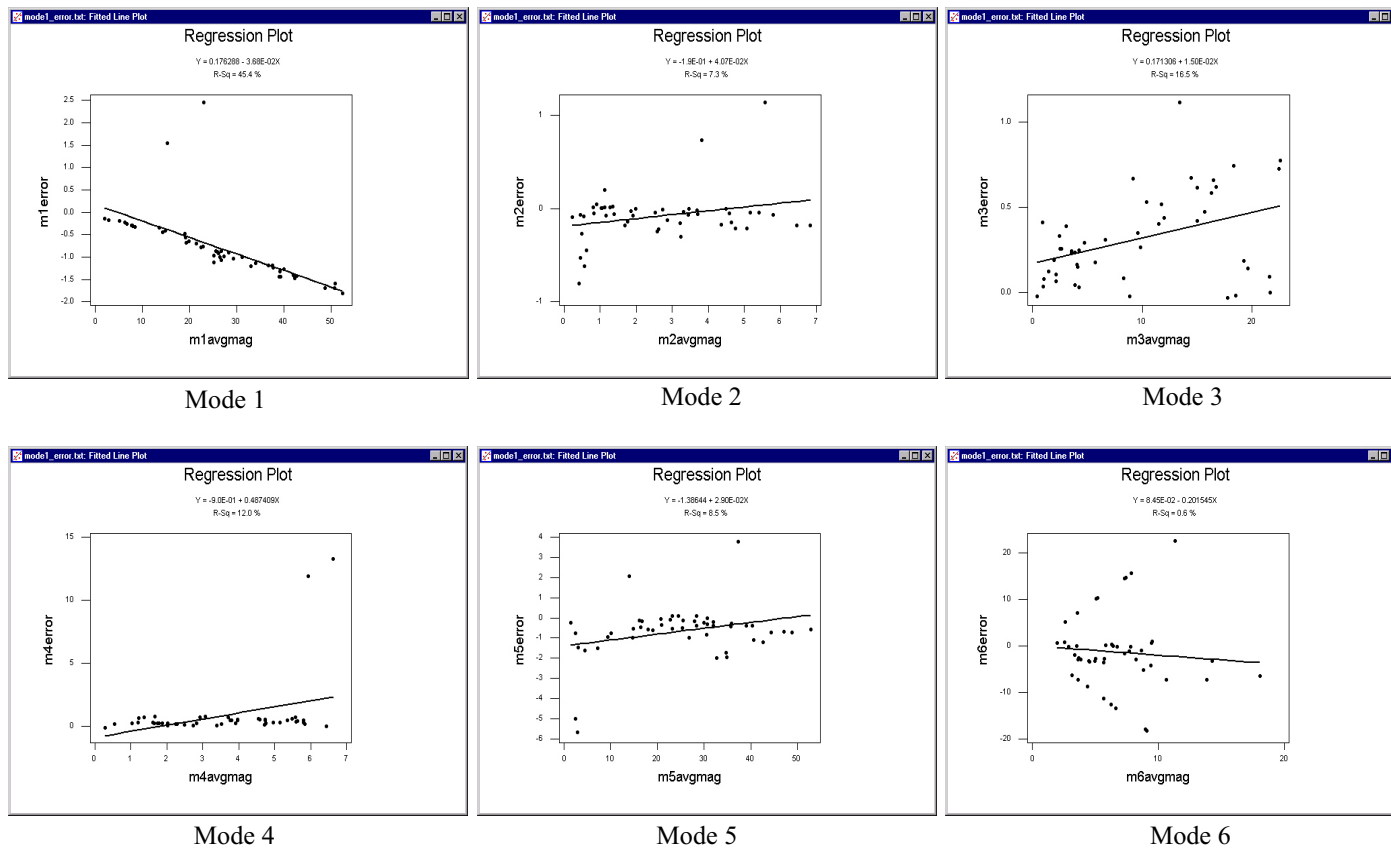 mode1_error.txt: Fitted Line Plot
Regression Plot
Y = 0.176288 - 3.68E-02X
R-Sq = 45.4 %
2.5
2.0
1.5
1.0
0.5
0.0
-0.5
-1.0
-1.5
-2.0
m1error
0 10 20 30 40 50
m1avgmag
Mode 1
mode1_error.txt: Fitted Line Plot
Regression Plot
Y = -1.9E-01 + 4.07E-02X
R-Sq = 7.3 %
1
0
-1
m2error
0 1 2 3 4 5 6 7
m2avgmag
Mode 2
mode1_error.txt: Fitted Line Plot
Regression Plot
Y = 0.171306 + 1.50E-02X
R-Sq = 16.5 %
1.0
0.5
0.0
m3error
0 10 20
m3avgmag
Mode 3
mode1_error.txt: Fitted Line Plot
Regression Plot
Y = -9.0E-01 + 0.487409X
R-Sq = 12.0 %
15
10
5
0
m4error
0 1 2 3 4 5 6 7
m4avgmag
Mode 4
mode1_error.txt: Fitted Line Plot
Regression Plot
Y = -1.38644 + 2.90E-02X
R-Sq = 8.5 %
4
3
2
1
0
-1
-2
-3
-4
-5
-6
m5error
0 10 20 30 40 50
m5avgmag
Mode 5
mode1_error.txt: Fitted Line Plot
Regression Plot
Y = 8.45E-02 - 0.201545X
R-Sq = 0.6 %
20
10
0
-10
-20
m6error
0 10 20
m6avgmag
Mode 6